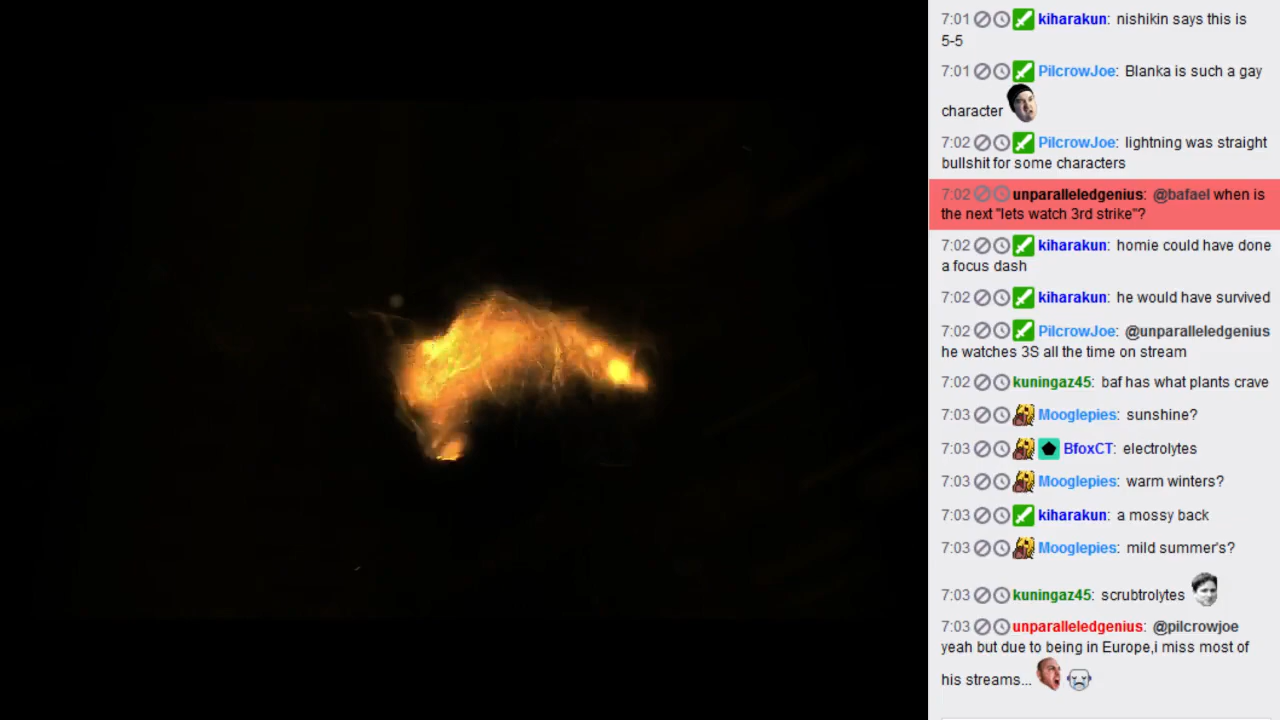 7:01 kiharakun: nishikin says this is
5-5
7:01 PilcrowJoe: Blanka is such a gay
character
7:02 PilcrowJoe: lightning was straight
bullshit for some characters
7:02 unparalleledgenius: @bafael when is
the next "lets watch 3rd strike"?
7:02 kiharakun: homie could have done
a focus dash
7:02 kiharakun: he would have survived
7:02 PilcrowJoe: @unparalleledgenius
he watches 3S all the time on stream
7:02 kuningaz45: baf has what plants crave
7:03 Mooglepies: sunshine?
7:03 BfoxCT: electrolytes
7:03 Mooglepies: warm winters?
7:03 kiharakun: a mossy back
7:03 Mooglepies: mild summer's?
7:03 kuningaz45: scrubtrolytes
7:03 unparalleledgenius: @pilcrowjoe
yeah but due to being in Europe,i miss most of
his streams...